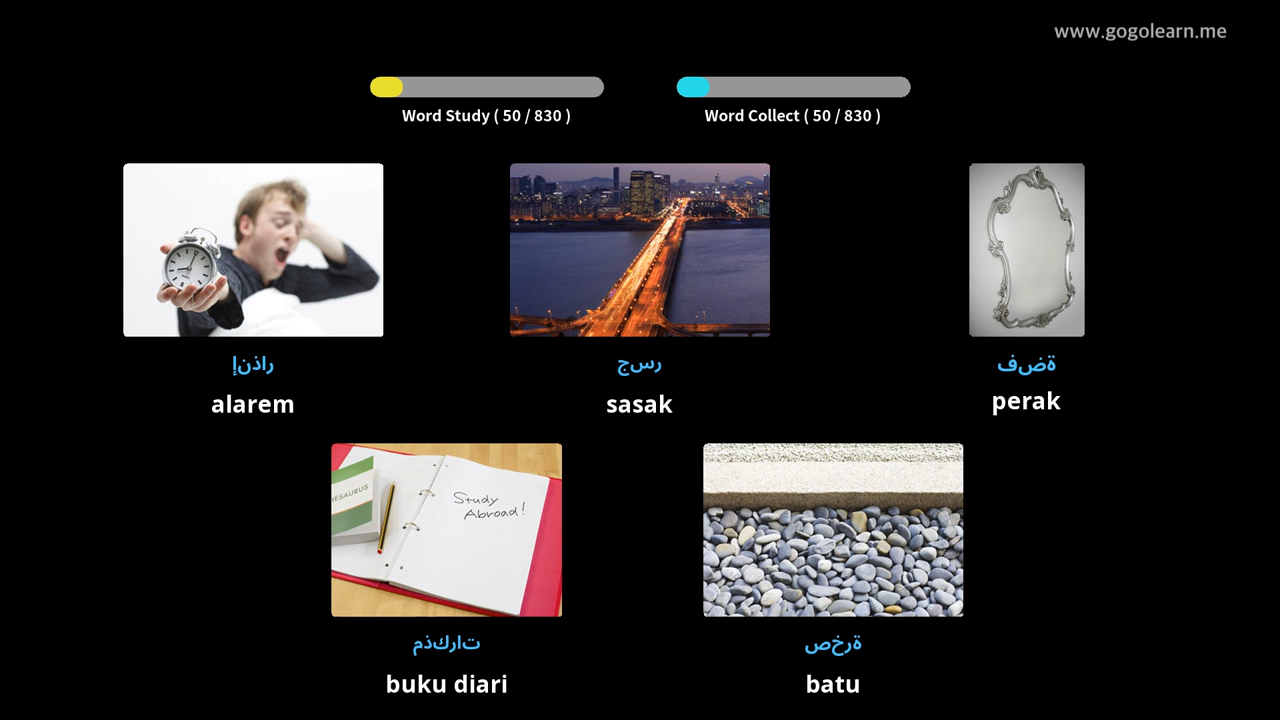 www.gogolearn.me
Word Study ( 50 / 830 )
Word Collect ( 50 / 830 )
راذنإ
alarem
رسج
sasak
ةضف
perak
HESAURUS
Study
Abroad!
تاركذم
buku diari
ةرخص
batu